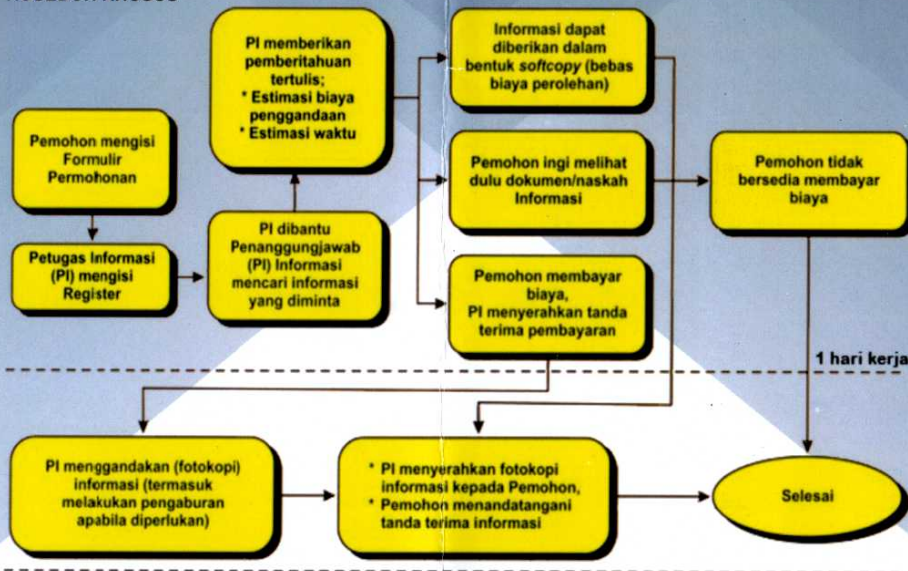 Pemohon mengisi
Formulir
Permohonan
Petugas Informasi
(PI) mengisi
Register
PI dibantu
Penanggungjawab
(PI) Informasi
mencari informasi
yang diminta
PI memberikan
pemberitahuan
tertulis;
* Estimasi biaya
penggandaan
* Estimasi waktu
Informasi dapat
diberikan dalam
bentuk softcopy (bebas
biaya perolehan)
Pemohon ingi melihat
dulu dokumen/naskah
Informasi
Pemohon membayar
biaya,
PI menyerahkan tanda
terima pembayaran
Pemohon tidak
bersedia membayar
biaya
1 hari kerja
PI menggandakan (fotokopi)
informasi (termasuk
melakukan pengaburan
apabila diperlukan)
* PI menyerahkan fotokopi
informasi kepada Pemohon,
* Pemohon menandatangani
tanda terima informasi
Selesai